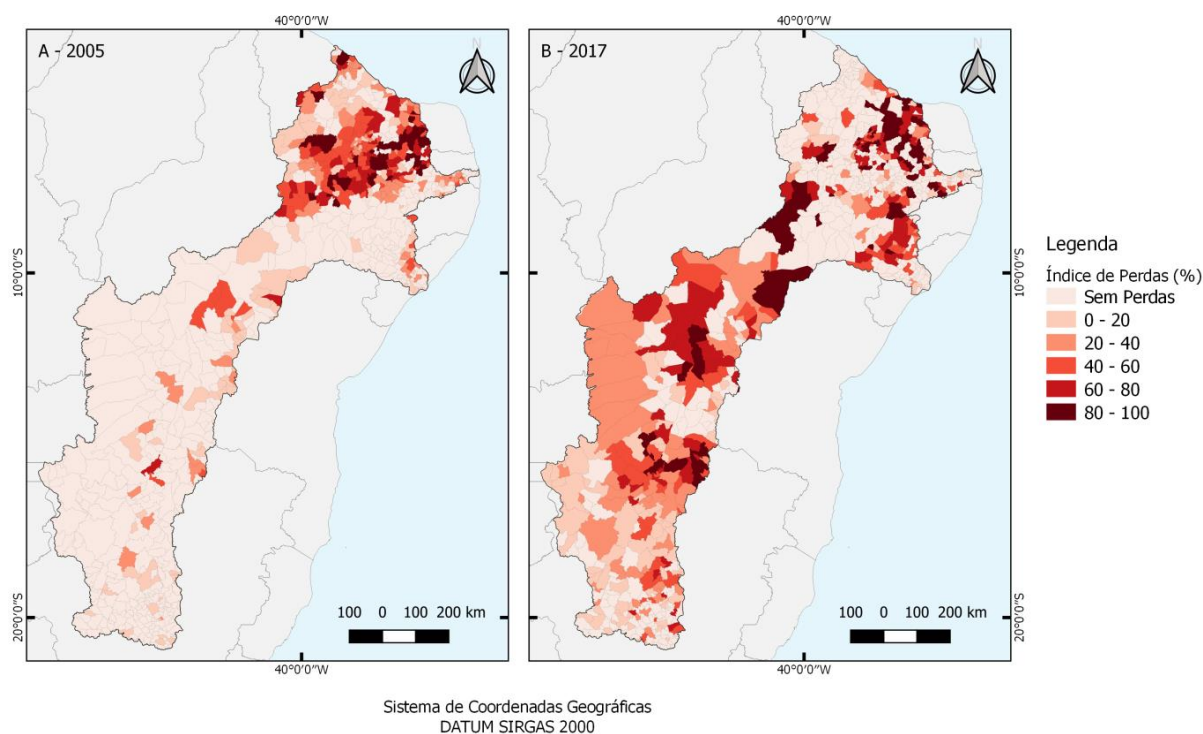 40°0'0"W
40°0'0"W
A - 2005
N
B - 2017
N
10°0'0"S
10°0'0"S
Legenda
Índice de Perdas (%)
Sem Perdas
0 - 20
20 - 40
40 - 60
60 - 80
80 - 100
100 0 100 200 km
100 0 100 200 km
20°0'0"S
20°0'0"S
40°0'0"W
40°0'0"W
Sistema de Coordenadas Geográficas
DATUM SIRGAS 2000